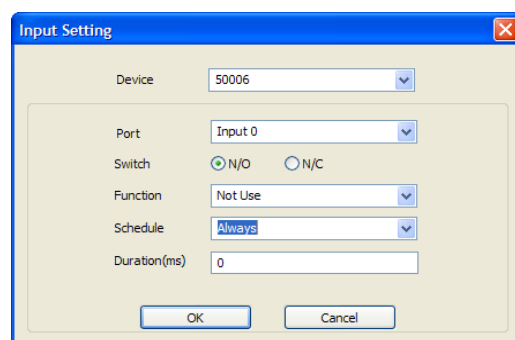 Input Setting
Device 50006
Port Input 0
Switch N/O N/C
Function Not Use
Schedule Always
Duration(ms) 0
OK Cancel